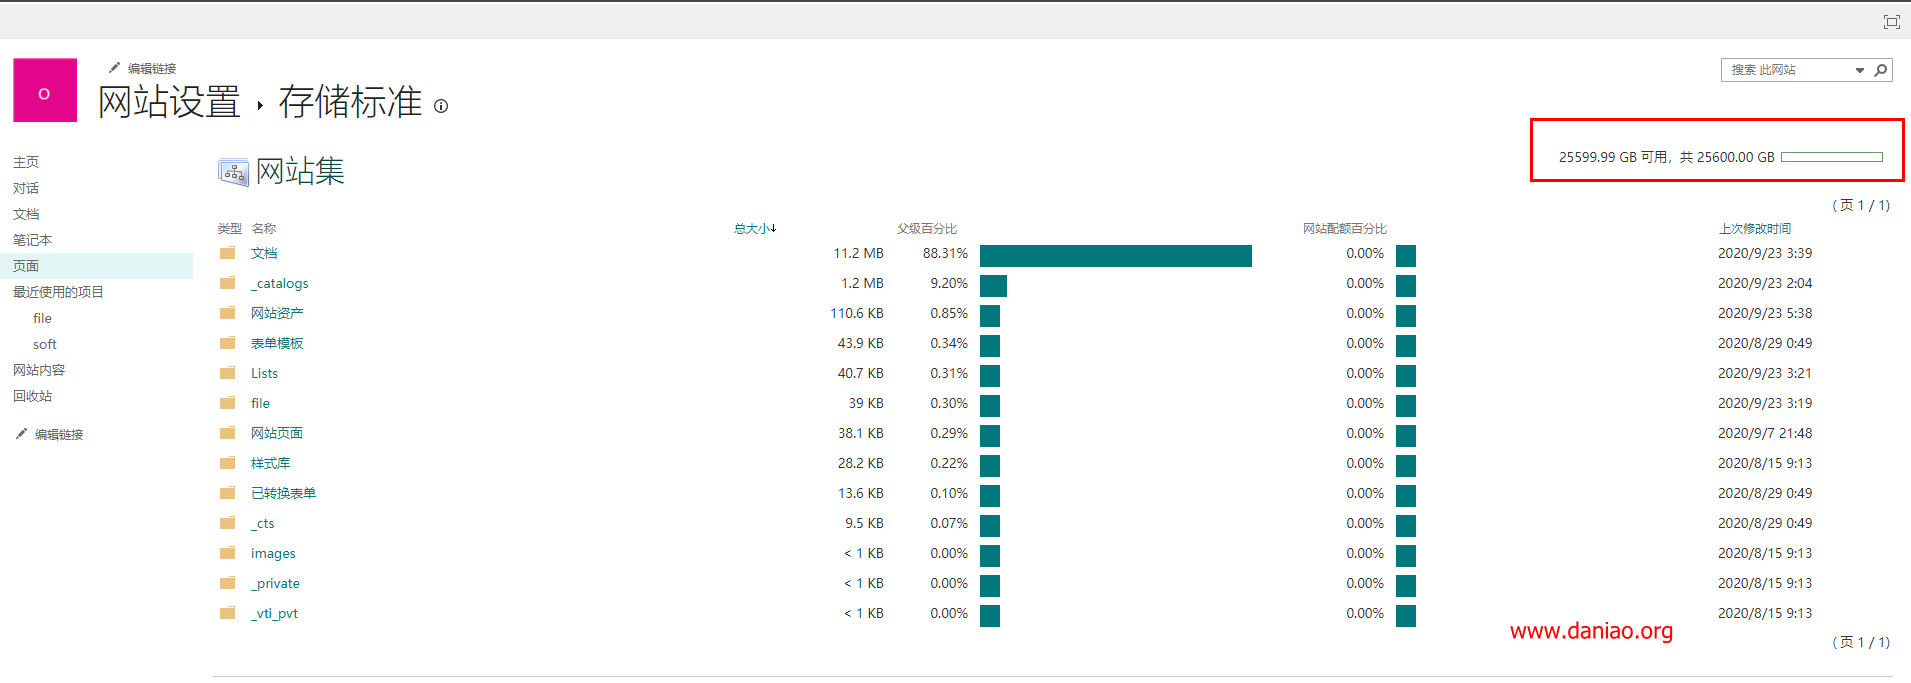 编辑链接
O
网站设置 › 存储标准
搜索 此网站
25599.99 GB 可用，共 25600.00 GB
主页
对话
文档
笔记本
页面
最近使用的项目
file
soft
网站内容
回收站
编辑链接
网站集
(页 1 / 1)
类型 名称 总大小↓ 父级百分比 网站配额百分比 上次修改时间
文档 11.2 MB 88.31% 0.00% 2020/9/23 3:39
_catalogs 1.2 MB 9.20% 0.00% 2020/9/23 2:04
网站资产 110.6 KB 0.85% 0.00% 2020/9/23 5:38
表单模板 43.9 KB 0.34% 0.00% 2020/8/29 0:49
Lists 40.7 KB 0.31% 0.00% 2020/9/23 3:21
file 39 KB 0.30% 0.00% 2020/9/23 3:19
网站页面 38.1 KB 0.29% 0.00% 2020/9/7 21:48
样式库 28.2 KB 0.22% 0.00% 2020/8/15 9:13
已转换表单 13.6 KB 0.10% 0.00% 2020/8/29 0:49
_cts 9.5 KB 0.07% 0.00% 2020/8/29 0:49
images < 1 KB 0.00% 0.00% 2020/8/15 9:13
_private < 1 KB 0.00% 0.00% 2020/8/15 9:13
_vti_pvt < 1 KB 0.00% 0.00% 2020/8/15 9:13
www.daniao.org
(页 1 / 1)